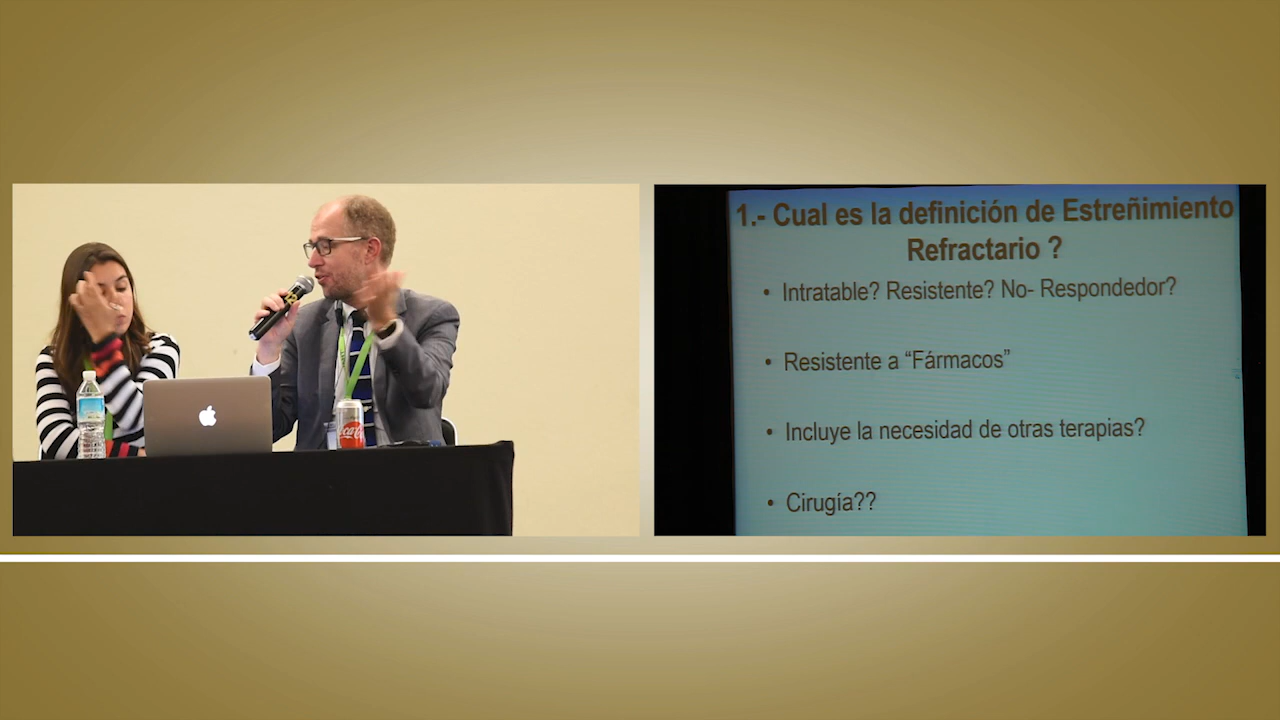 1.- Cual es la definición de Estreñimiento
Refractario ?
• Intratable? Resistente? No- Respondedor?
• Resistente a “Fármacos”
• Incluye la necesidad de otras terapias?
• Cirugía??